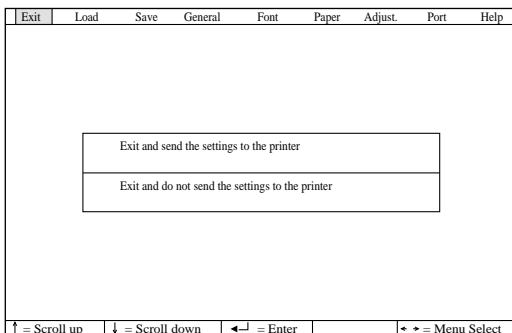 Exit Load Save General Font Paper Adjust. Port Help
Exit and send the settings to the printer
Exit and do not send the settings to the printer
↑ = Scroll up ↓ = Scroll down ◄─┘ = Enter ← → = Menu Select